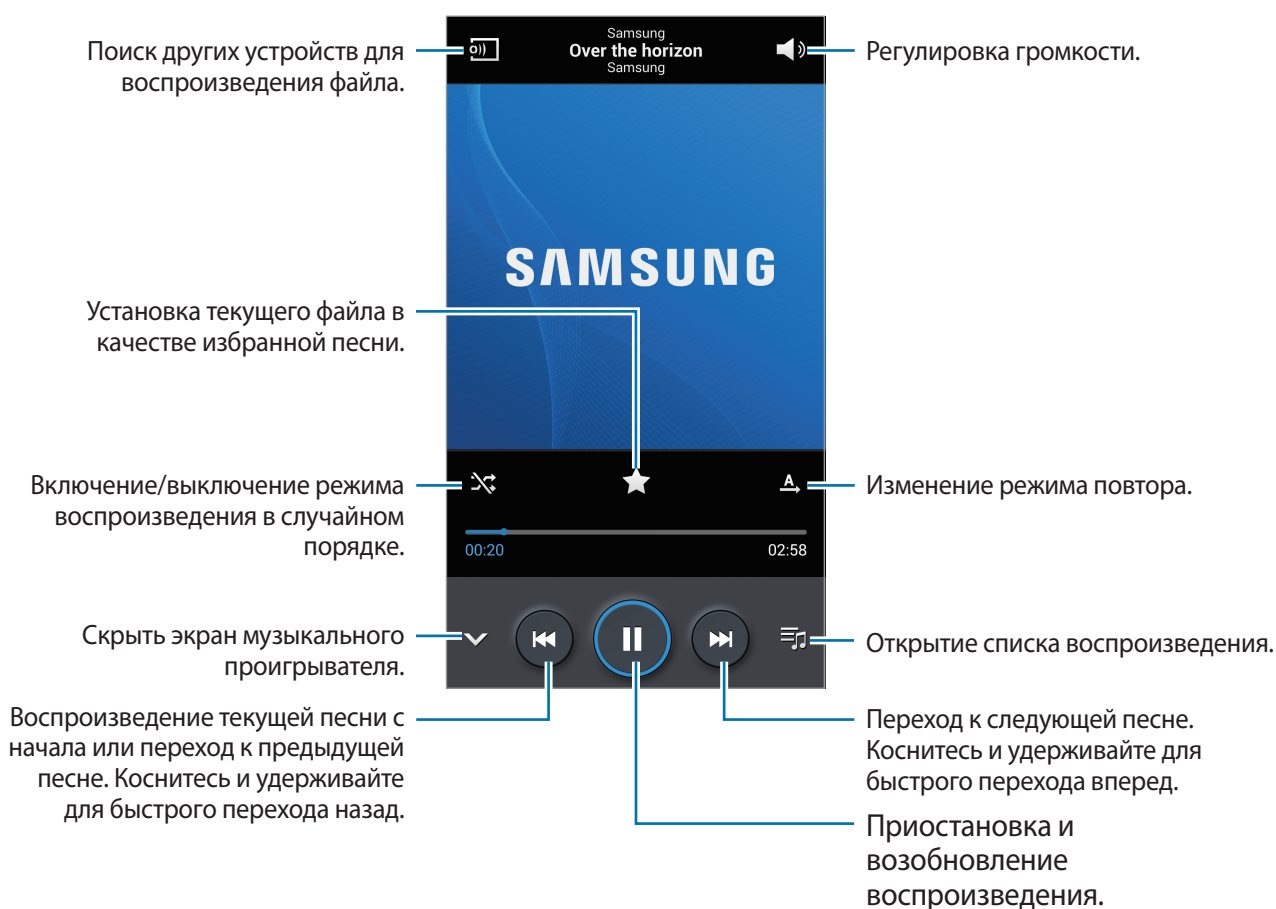 Поиск других устройств для
воспроизведения файла.
Samsung
Over the horizon
Samsung
Регулировка громкости.
SAMSUNG
Установка текущего файла в
качестве избранной песни.
Включение/выключение режима
воспроизведения в случайном
порядке.
A
Изменение режима повтора.
00:20
02:58
Скрыть экран музыкального
проигрывателя.
Открытие списка воспроизведения.
Воспроизведение текущей песни с
начала или переход к предыдущей
песне. Коснитесь и удерживайте
для быстрого перехода назад.
Переход к следующей песне.
Коснитесь и удерживайте для
быстрого перехода вперед.
Приостановка и
возобновление
воспроизведения.